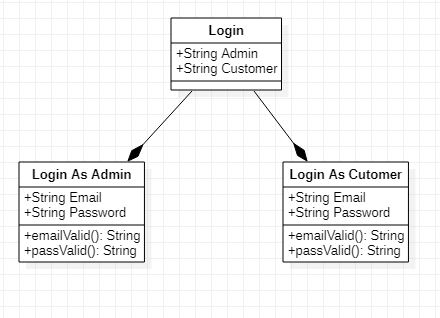 Login
+String Admin
+String Customer
Login As Admin
+String Email
+String Password
+emailValid(): String
+passValid(): String
Login As Cutomer
+String Email
+String Password
+emailValid(): String
+passValid(): String